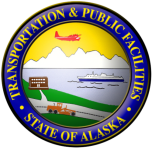 TRANSPORTATION & PUBLIC FACILITIES
STATE OF ALASKA